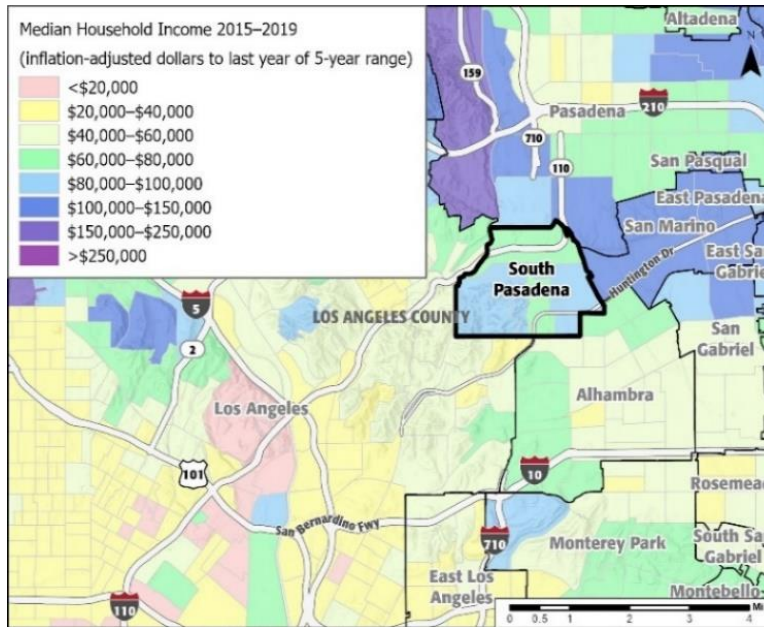 Median Household Income 2015–2019
(inflation-adjusted dollars to last year of 5-year range)
<$20,000
$20,000–$40,000
$40,000–$60,000
$60,000–$80,000
$80,000–$100,000
$100,000–$150,000
$150,000–$250,000
>$250,000
Altadena
N
159
Pasadena
210
710
110
San Pasqual
East Pasadena
San Marino
East San
Gabriel
Huntington Dr
South
Pasadena
LOS ANGELES COUNTY
5
2
San
Gabriel
Alhambra
Los Angeles
101
10
Rosemead
San Bernardino Fwy
710
Monterey Park
South San
Gabriel
East Los
Angeles
Montebello
110
0 0.5 1 2 3 4